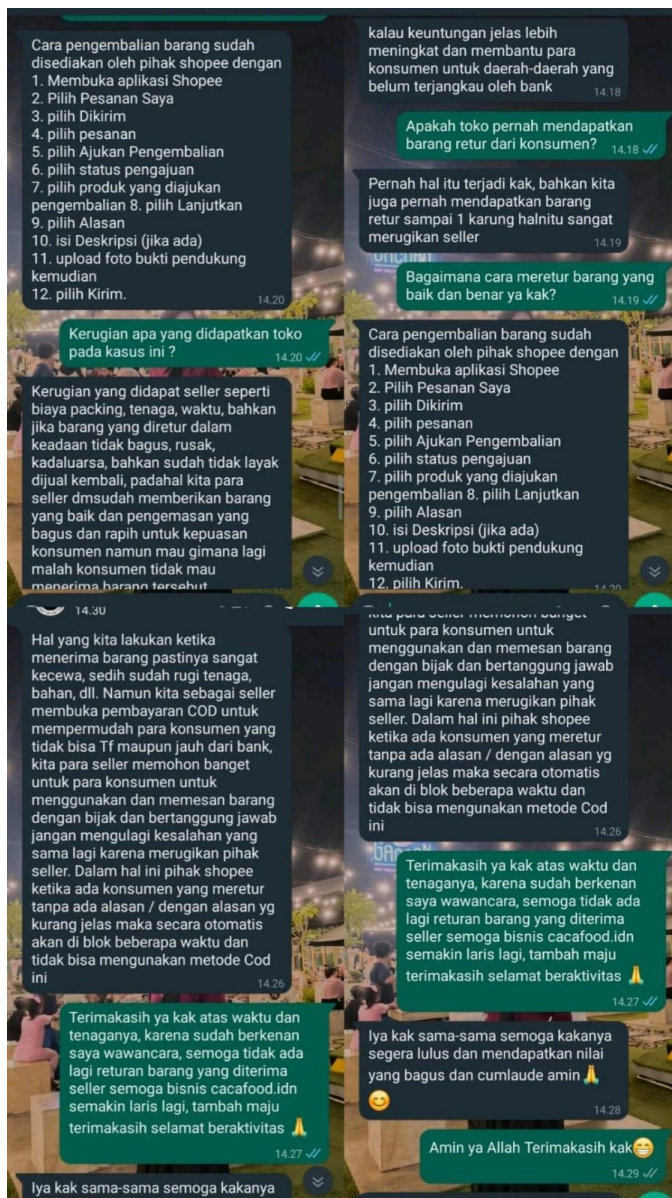 Cara pengembalian barang sudah
disediakan oleh pihak shopee dengan
1. Membuka aplikasi Shopee
2. Pilih Pesanan Saya
3. pilih Dikirim
4. pilih pesanan
5. pilih Ajukan Pengembalian
6. pilih status pengajuan
7. pilih produk yang diajukan
pengembalian 8. pilih Lanjutkan
9. pilih Alasan
10. isi Deskripsi (jika ada)
11. upload foto bukti pendukung
kemudian
12. pilih Kirim.
14.20
Kerugian apa yang didapatkan toko
pada kasus ini ?
14.20
Kerugian yang didapat seller seperti
biaya packing, tenaga, waktu, bahkan
jika barang yang diretur dalam
keadaan tidak bagus, rusak,
kadaluarsa, bahkan sudah tidak layak
dijual kembali, padahal kita para
seller dmsudah memberikan barang
yang baik dan pengemasan yang
bagus dan rapih untuk kepuasan
konsumen namun mau gimana lagi
malah konsumen tidak mau
menerima barang tersebut
kalau keuntungan jelas lebih
meningkat dan membantu para
konsumen untuk daerah-daerah yang
belum terjangkau oleh bank
14.18
Apakah toko pernah mendapatkan
barang retur dari konsumen?
14.18
Pernah hal itu terjadi kak, bahkan kita
juga pernah mendapatkan barang
retur sampai 1 karung halnitu sangat
merugikan seller
14.19
Bagaimana cara meretur barang yang
baik dan benar ya kak?
14.19
Cara pengembalian barang sudah
disediakan oleh pihak shopee dengan
1. Membuka aplikasi Shopee
2. Pilih Pesanan Saya
3. pilih Dikirim
4. pilih pesanan
5. pilih Ajukan Pengembalian
6. pilih status pengajuan
7. pilih produk yang diajukan
pengembalian 8. pilih Lanjutkan
9. pilih Alasan
10. isi Deskripsi (jika ada)
11. upload foto bukti pendukung
kemudian
12. pilih Kirim.
14.20
14.30
Hal yang kita lakukan ketika
menerima barang pastinya sangat
kecewa, sedih sudah rugi tenaga,
bahan, dll. Namun kita sebagai seller
membuka pembayaran COD untuk
mempermudah para konsumen yang
tidak bisa Tf maupun jauh dari bank,
kita para seller memohon banget
untuk para konsumen untuk
menggunakan dan memesan barang
dengan bijak dan bertanggung jawab
jangan mengulagi kesalahan yang
sama lagi karena merugikan pihak
seller. Dalam hal ini pihak shopee
ketika ada konsumen yang meretur
tanpa ada alasan / dengan alasan yg
kurang jelas maka secara otomatis
akan di blok beberapa waktu dan
tidak bisa mengunakan metode Cod
ini
14.26
Terimakasih ya kak atas waktu dan
tenaganya, karena sudah berkenan
saya wawancara, semoga tidak ada
lagi returan barang yang diterima
seller semoga bisnis cacafood.idn
semakin laris lagi, tambah maju
terimakasih selamat beraktivitas 🙏
14.27
Iya kak sama-sama semoga kakanya
kita para seller memohon banget
untuk para konsumen untuk
menggunakan dan memesan barang
dengan bijak dan bertanggung jawab
jangan mengulagi kesalahan yang
sama lagi karena merugikan pihak
seller. Dalam hal ini pihak shopee
ketika ada konsumen yang meretur
tanpa ada alasan / dengan alasan yg
kurang jelas maka secara otomatis
akan di blok beberapa waktu dan
tidak bisa mengunakan metode Cod
ini
14.26
Terimakasih ya kak atas waktu dan
tenaganya, karena sudah berkenan
saya wawancara, semoga tidak ada
lagi returan barang yang diterima
seller semoga bisnis cacafood.idn
semakin laris lagi, tambah maju
terimakasih selamat beraktivitas 🙏
14.27
Iya kak sama-sama semoga kakanya
segera lulus dan mendapatkan nilai
yang bagus dan cumlaude amin🙏
😊
14.28
Amin ya Allah Terimakasih kak😁
14.29